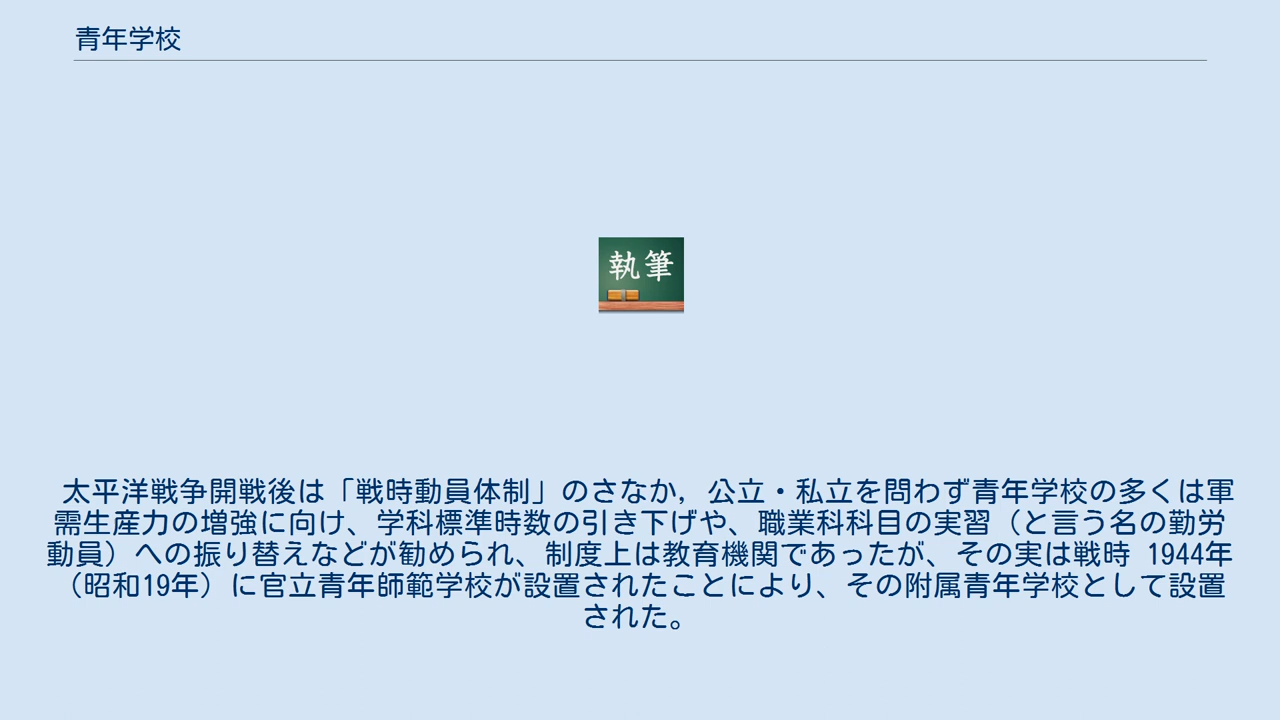 青年学校
執筆
太平洋戦争開戦後は「戦時動員体制」のさなか，公立・私立を問わず青年学校の多くは軍
需生産力の増強に向け、学科標準時数の引き下げや、職業科科目の実習（と言う名の勤労
動員）への振り替えなどが勧められ、制度上は教育機関であったが、その実は戦時 1944年
（昭和19年）に官立青年師範学校が設置されたことにより、その附属青年学校として設置
された。